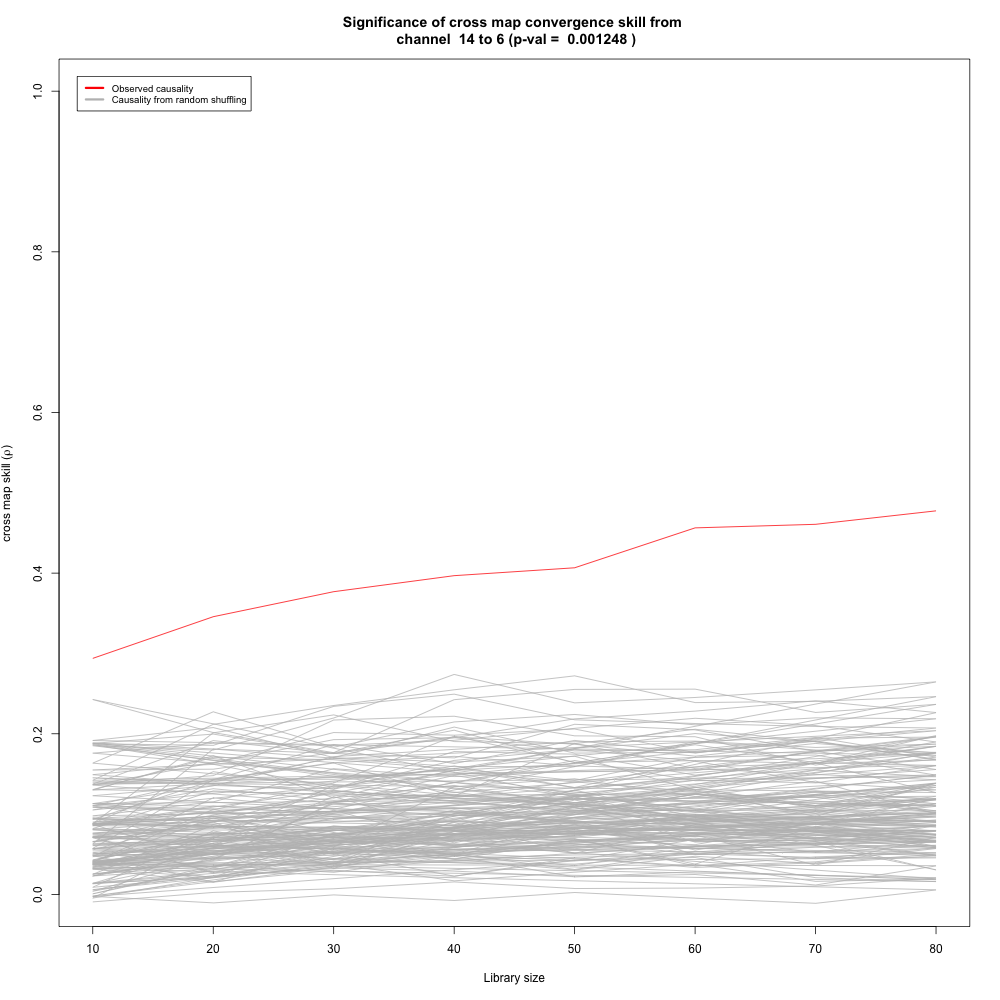 Significance of cross map convergence skill from
channel  14 to 6 (p-val =  0.001248 )
Observed causality
Causality from random shuffling
cross map skill (ρ)
1.0
0.8
0.6
0.4
0.2
0.0
10 20 30 40 50 60 70 80
Library size